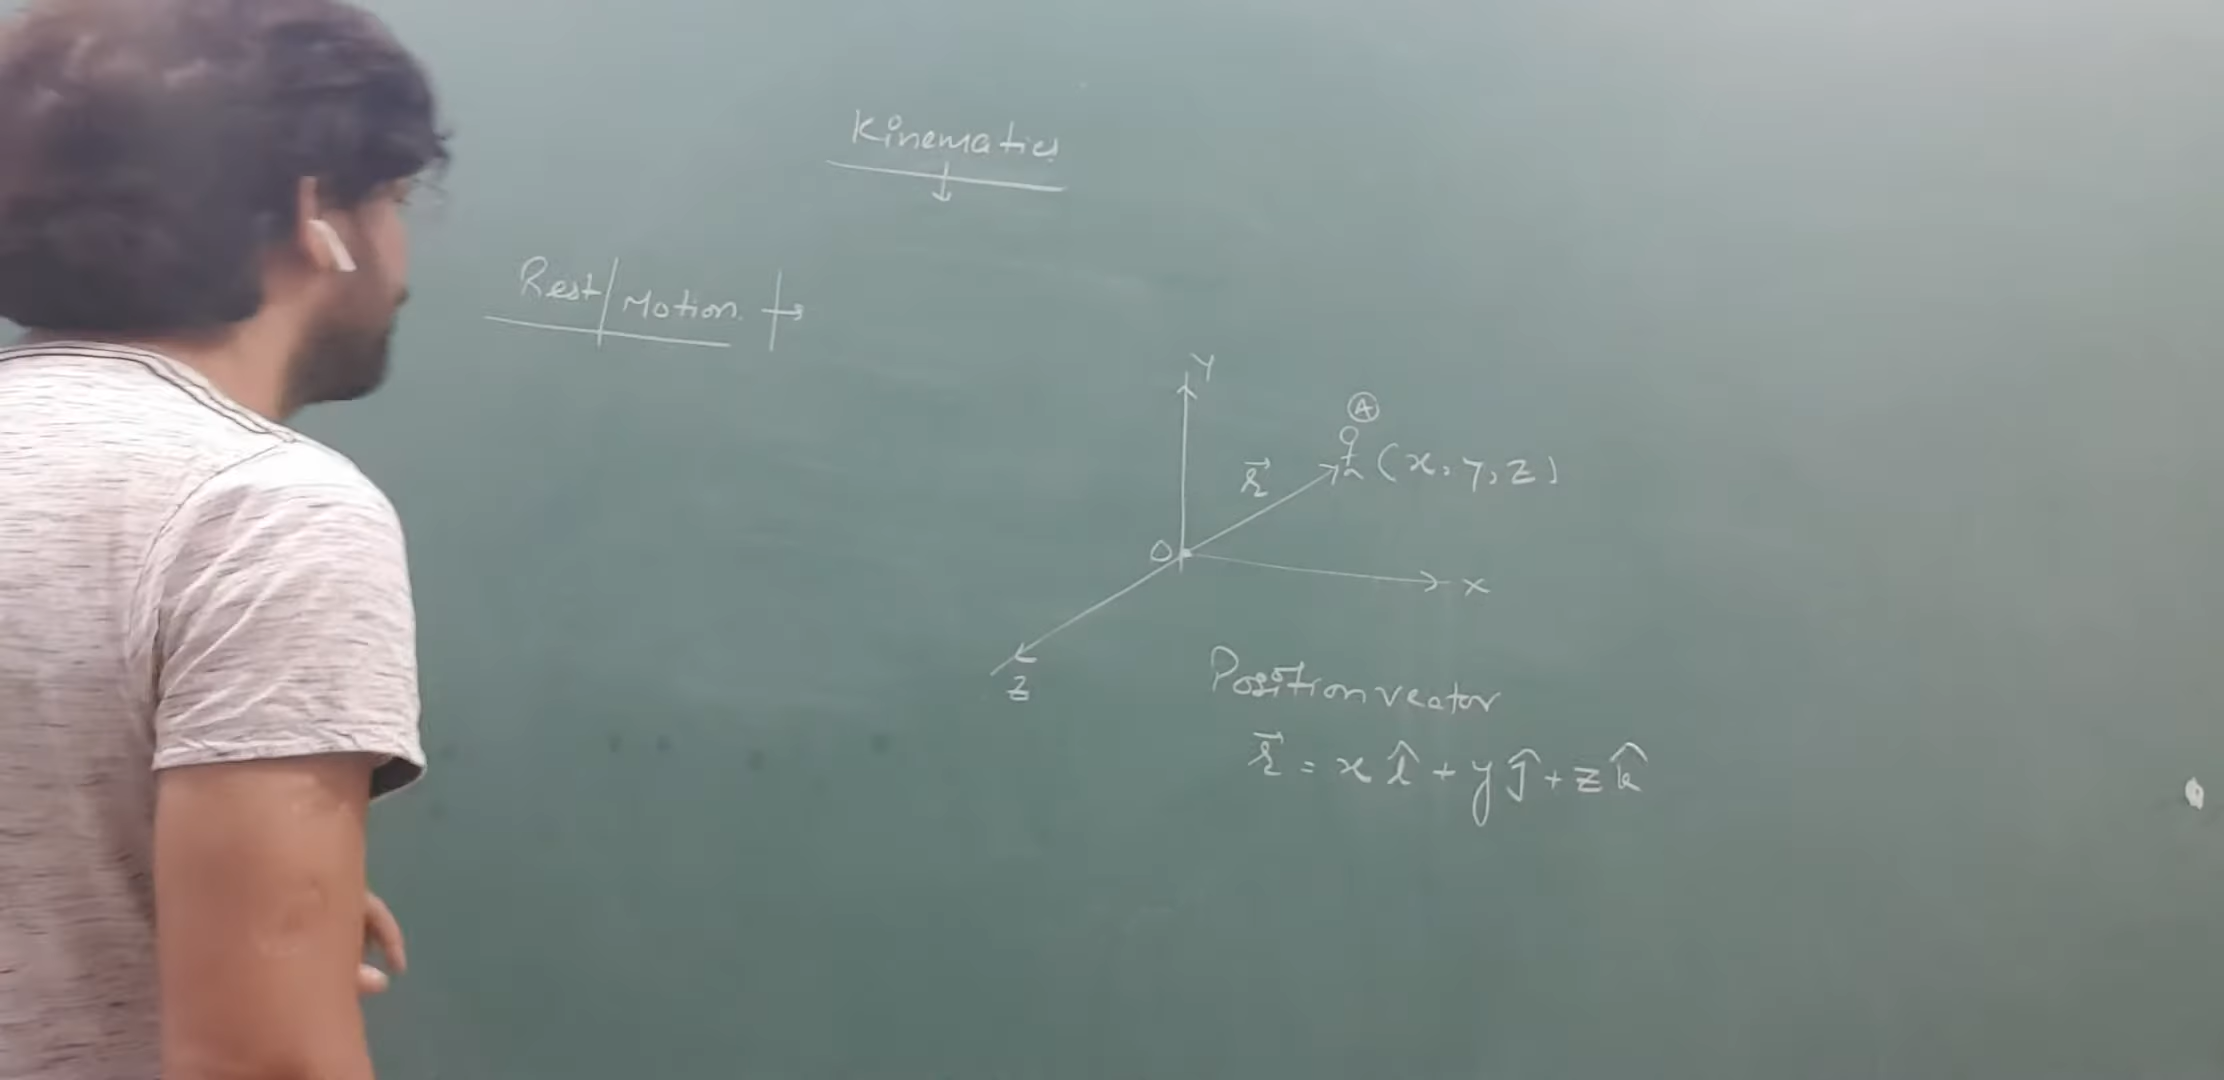 Kinematics
Rest/Motion
Y
A
r⃗
(x, y, z)
O
X
Z
Position vector
r⃗ = x î + y ĵ + z k̂